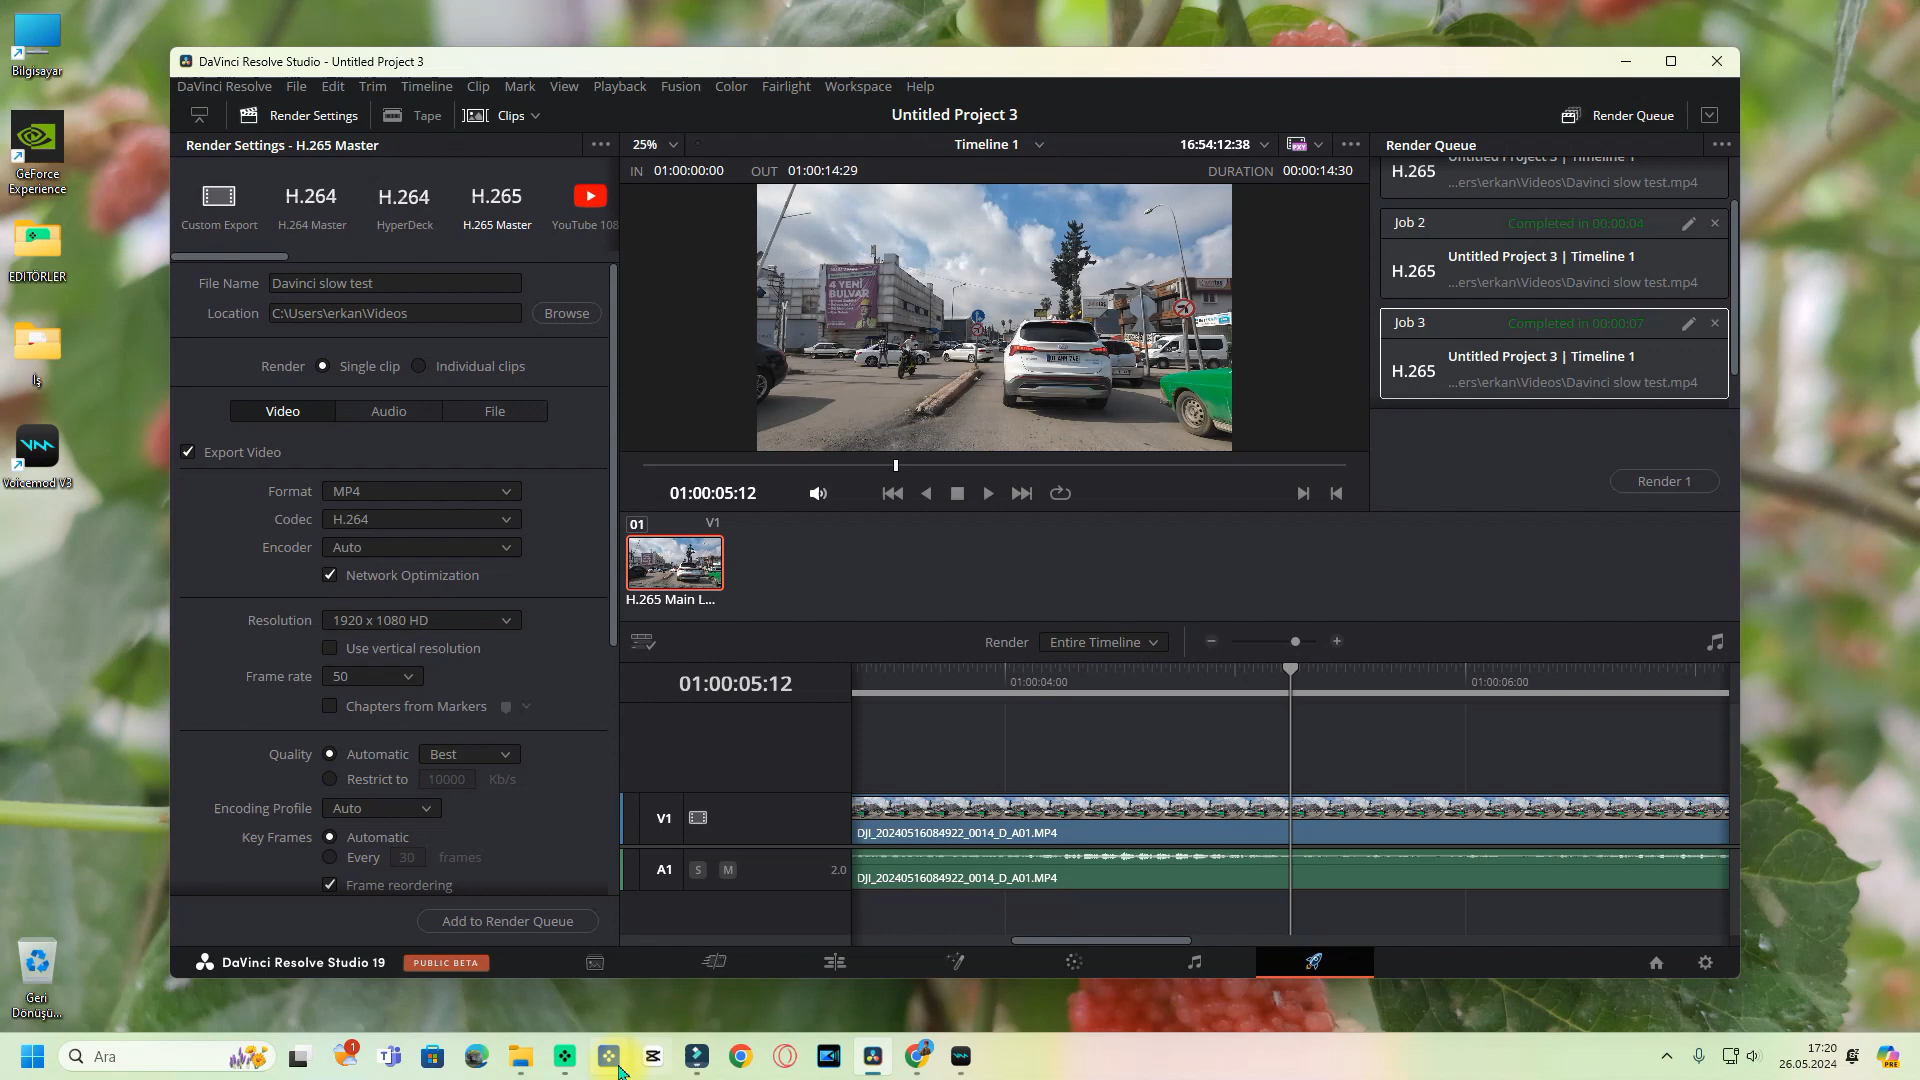 Bilgisayar
GeForce
Experience
EDITÖRLER
İş
Voicemod V3
Geri
Dönüşü...
DaVinci Resolve Studio - Untitled Project 3
DaVinci Resolve File Edit Trim Timeline Clip Mark View Playback Fusion Color Fairlight Workspace Help
Render Settings Tape Clips
Untitled Project 3
Render Queue
Render Settings - H.265 Master
H.264 H.264 H.265
Custom Export H.264 Master HyperDeck H.265 Master YouTube 108
File Name Davinci slow test
Location C:\Users\erkan\Videos Browse
Render Single clip Individual clips
Video Audio File
Export Video
Format MP4
Codec H.264
Encoder Auto
Network Optimization
Resolution 1920 x 1080 HD
Use vertical resolution
Frame rate 50
Chapters from Markers
Quality Automatic Best
Restrict to 10000 Kb/s
Encoding Profile Auto
Key Frames Automatic
Every 30 frames
Frame reordering
Add to Render Queue
25% Timeline 1 16:54:12:38 PXY
IN 01:00:00:00 OUT 01:00:14:29 DURATION 00:00:14:30
4 YENİ
BULVAR
01:00:05:12
01 V1
H.265 Main L...
Render Entire Timeline
01:00:05:12
01:00:04:00 01:00:06:00
V1
DJI_20240516084922_0014_D_A01.MP4
A1 S M 2.0
DJI_20240516084922_0014_D_A01.MP4
Render Queue
Untitled Project 3 | Timeline 1
H.265
...ers\erkan\Videos\Davinci slow test.mp4
Job 2 Completed in 00:00:04
Untitled Project 3 | Timeline 1
H.265
...ers\erkan\Videos\Davinci slow test.mp4
Job 3 Completed in 00:00:07
Untitled Project 3 | Timeline 1
H.265
...ers\erkan\Videos\Davinci slow test.mp4
Render 1
DaVinci Resolve Studio 19 PUBLIC BETA
Ara
1
17:20
26.05.2024
PRE